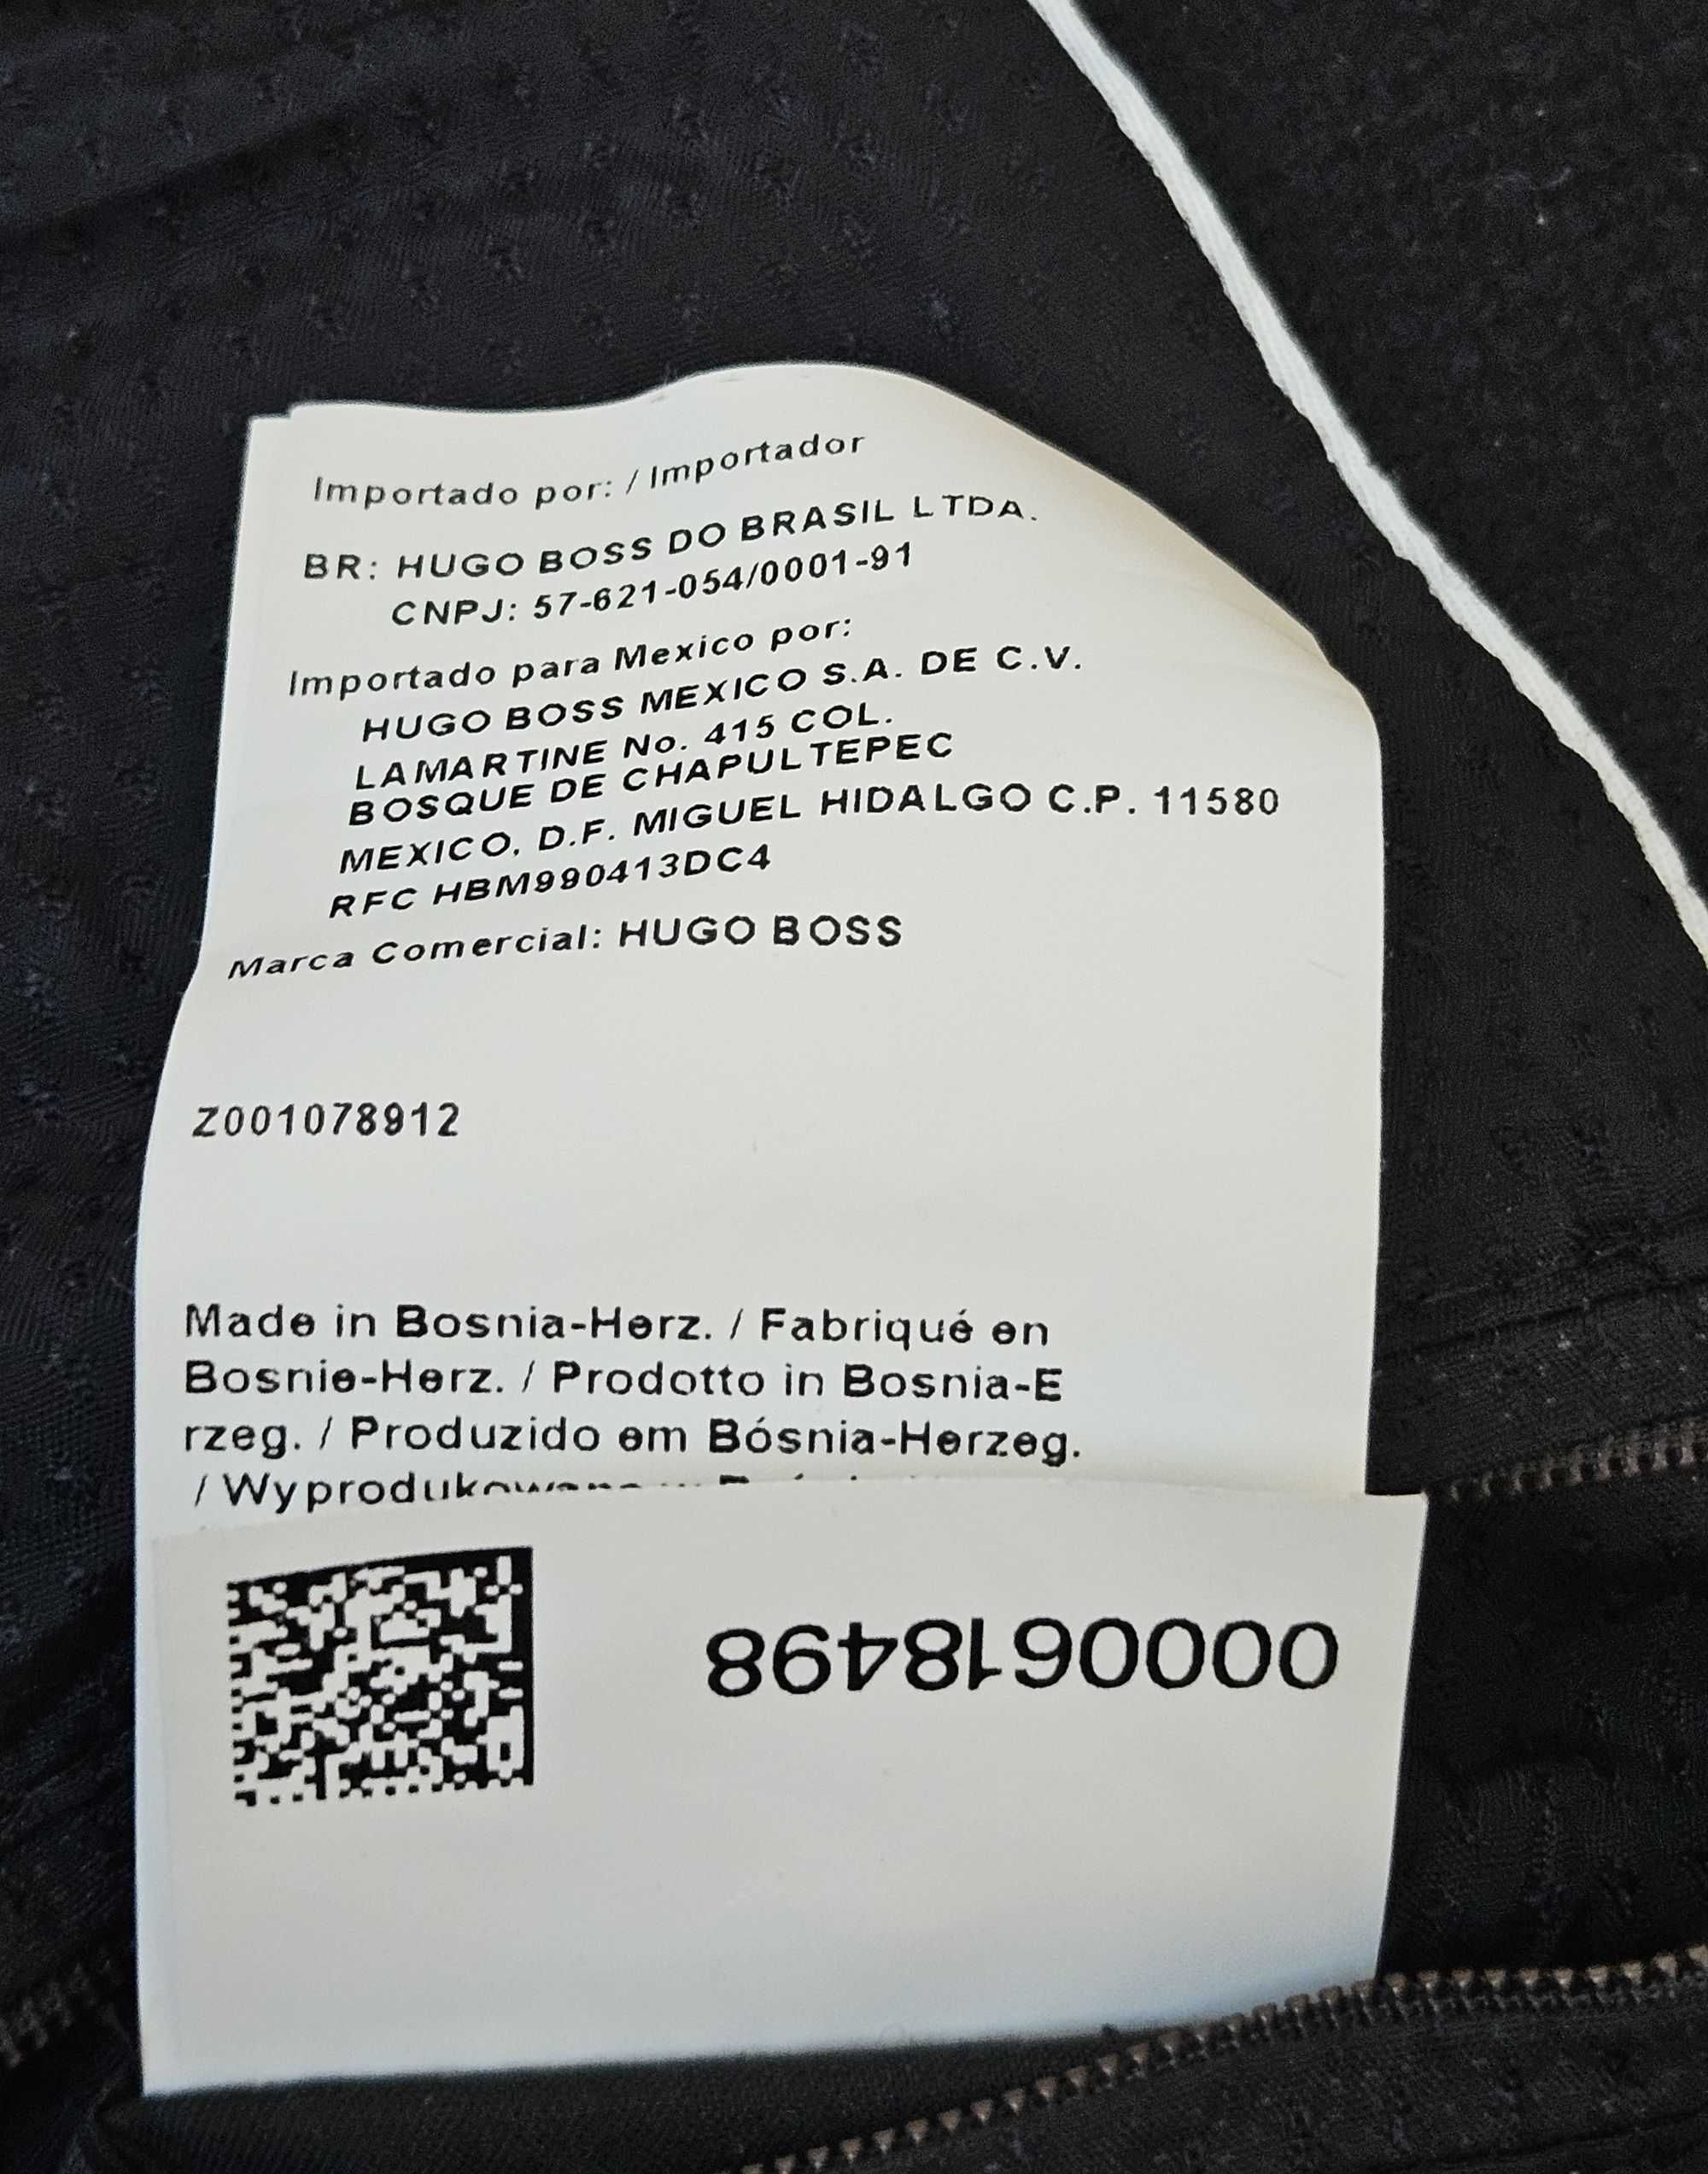 Importado por: / Importador
BR: HUGO BOSS DO BRASIL LTDA.
CNPJ: 57-621-054/0001-91
Importado para Mexico por:
HUGO BOSS MEXICO S.A. DE C.V.
LAMARTINE No. 415 COL.
BOSQUE DE CHAPULTEPEC
MEXICO, D.F. MIGUEL HIDALGO C.P. 11580
RFC HBM990413DC4
Marca Comercial: HUGO BOSS
Z001078912
Made in Bosnia-Herz. / Fabriqué en
Bosnie-Herz. / Prodotto in Bosnia-E
rzeg. / Produzido em Bósnia-Herzeg.
/
0000618498